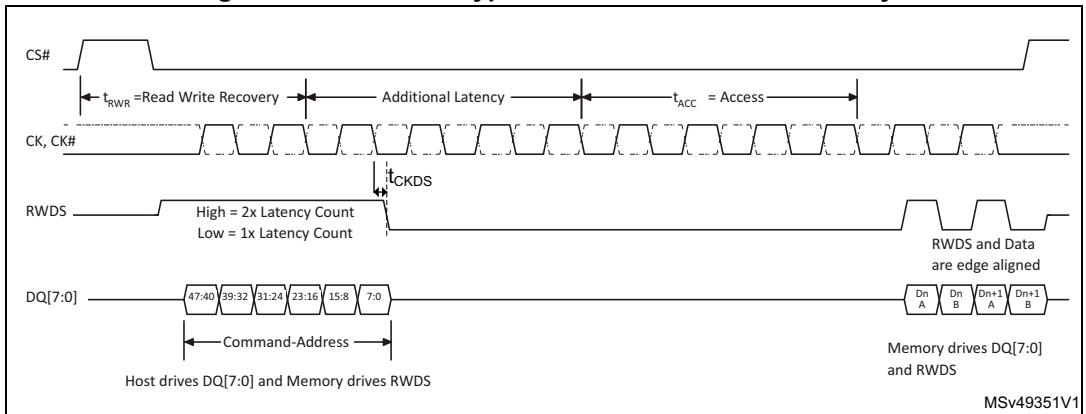 CS#
tRWR =Read Write Recovery
Additional Latency
tACC = Access
CK, CK#
tCKDS
RWDS
High = 2x Latency Count
Low = 1x Latency Count
RWDS and Data
are edge aligned
DQ[7:0]
47:40 39:32 31:24 23:16 15:8 7:0
Dn A Dn B Dn+1 A Dn+1 B
Command-Address
Memory drives DQ[7:0]
and RWDS
Host drives DQ[7:0] and Memory drives RWDS
MSv49351V1